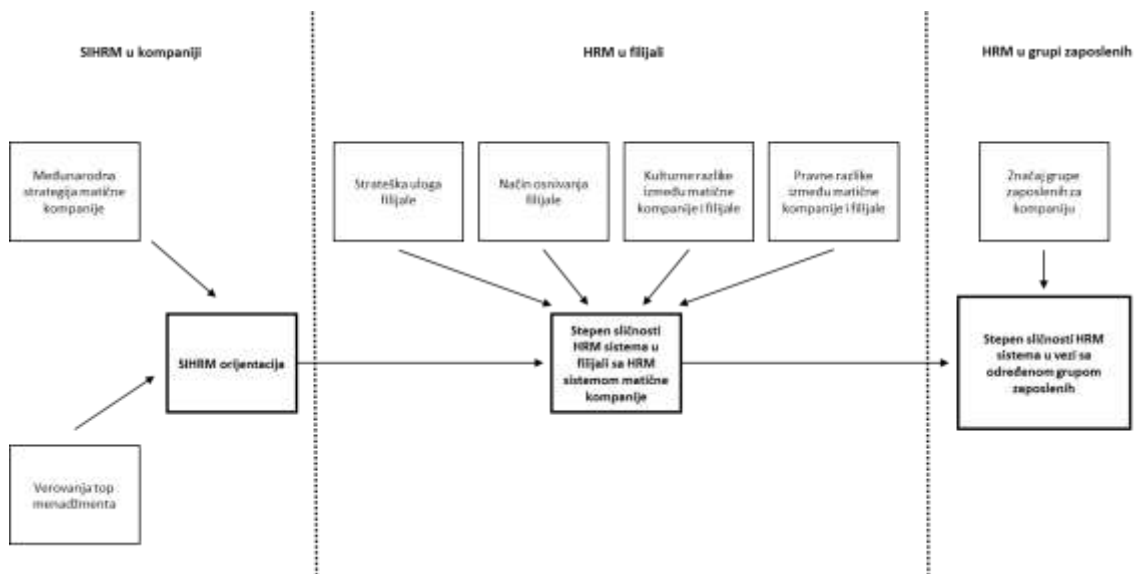 SIHRM u kompaniji
HRM u filijali
HRM u grupi zaposlenih
Međunarodna
strategija matične
kompanije
Strateška uloga
filijale
Način osnivanja
filijale
Kulturne razlike
između matične
kompanije i filijale
Pravne razlike
između matične
kompanije i filijale
Značaj grupe
zaposlenih za
kompaniju
SIHRM orijentacija
Stepen sličnosti
HRM sistema u
filijali sa HRM
sistemom matične
kompanije
Stepen sličnosti HRM
sistema u vezi sa
određenom grupom
zaposlenih
Verovanja top
menadžmenta